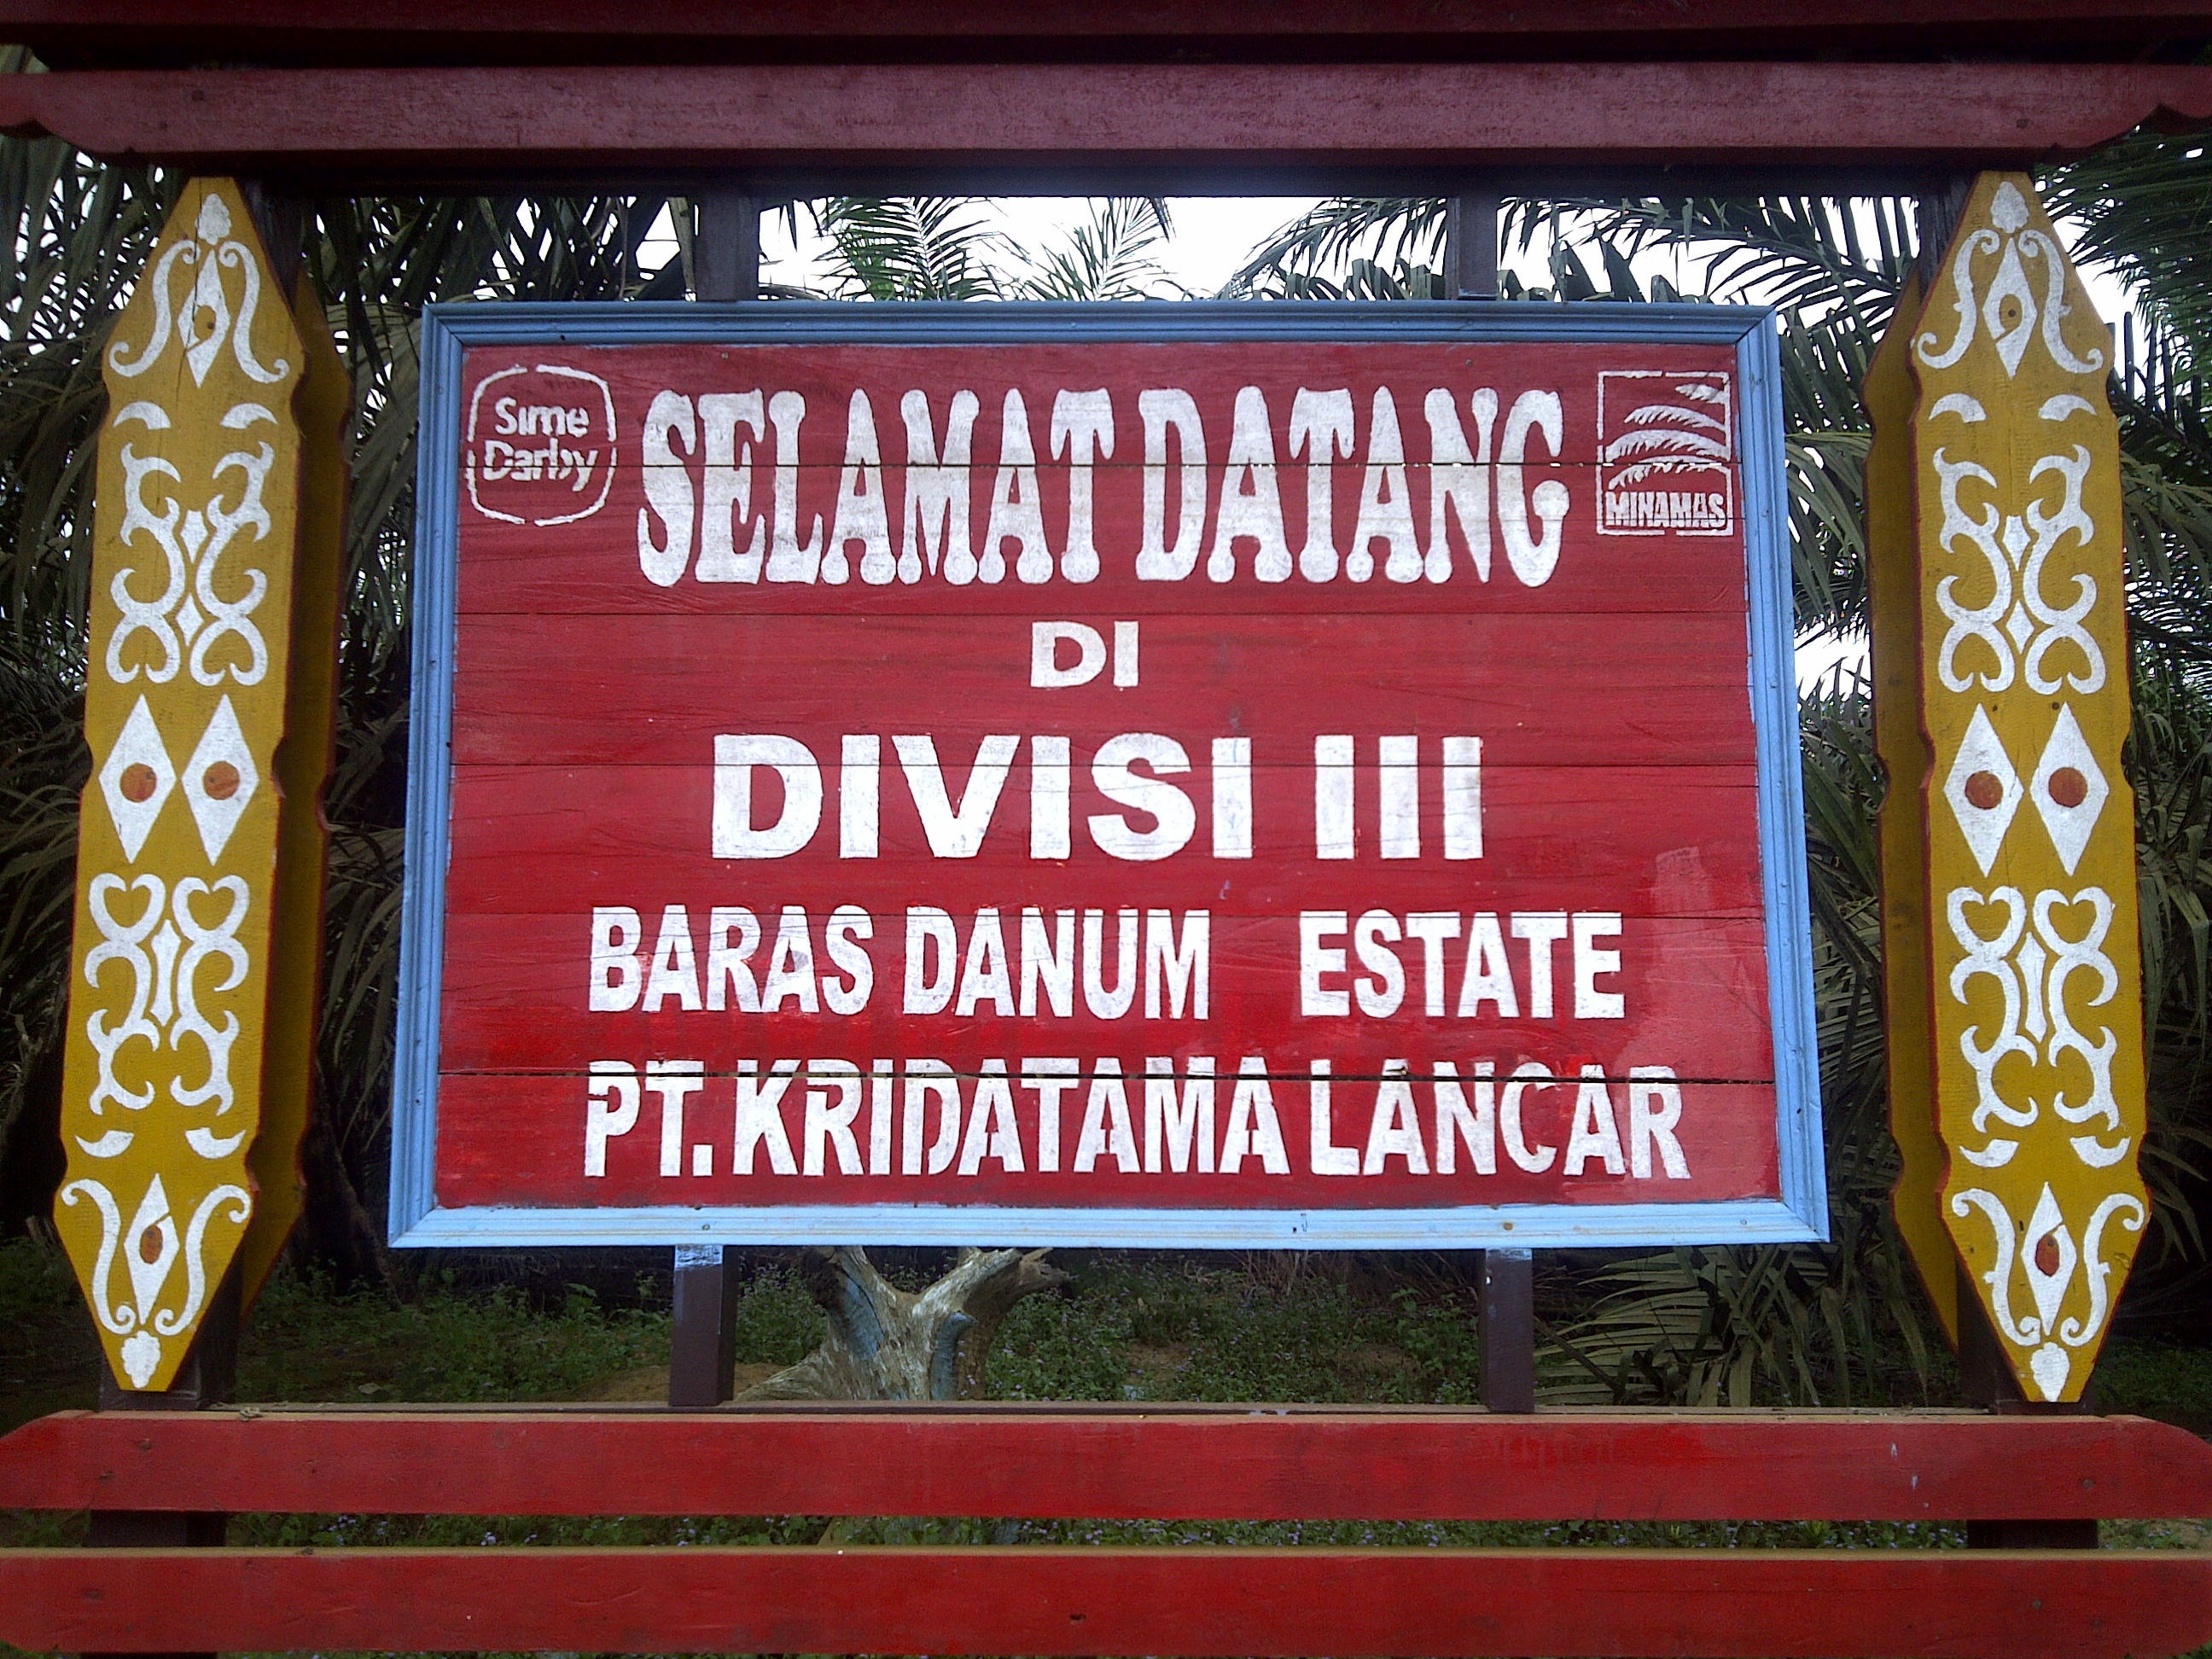 Sime
Darby
SELAMAT DATANG
MINAMAS
DI
DIVISI III
BARAS DANUM ESTATE
PT. KRIDATAMA LANCAR